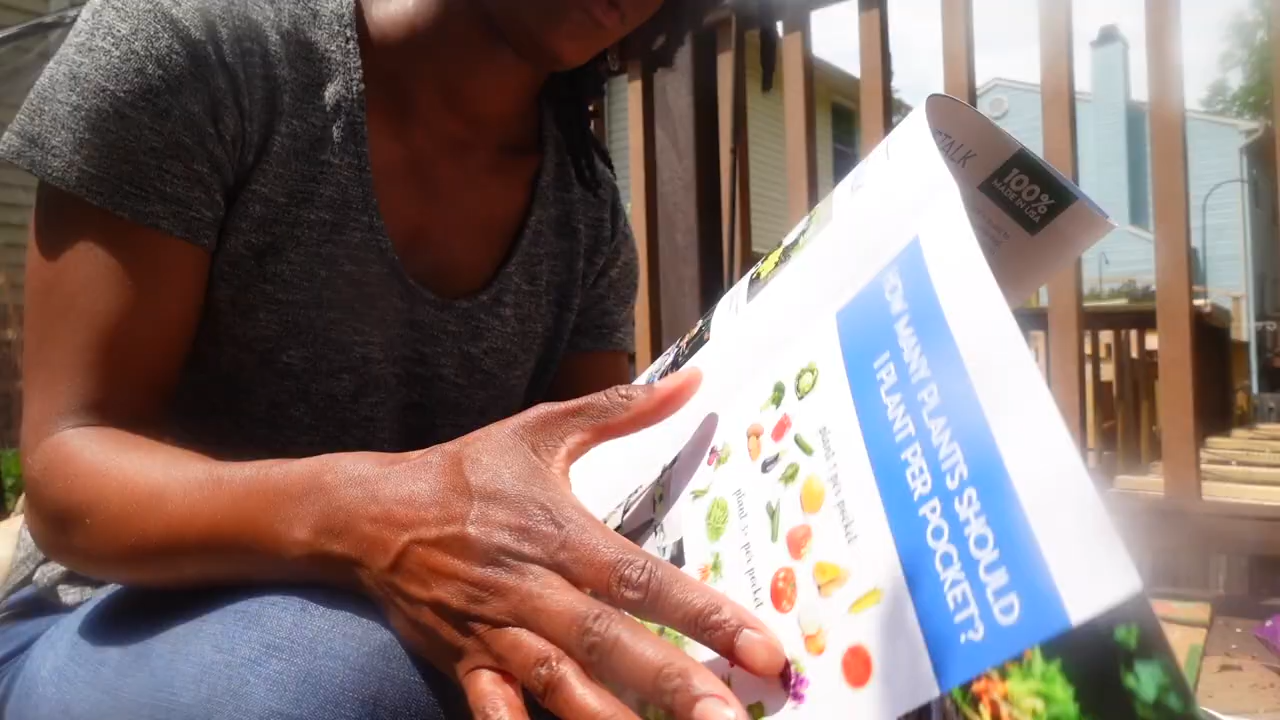 TALK
100%
MADE IN USA
HOW MANY PLANTS SHOULD
I PLANT PER POCKET?
plant 1 per pocket
plant 3+ per pocket